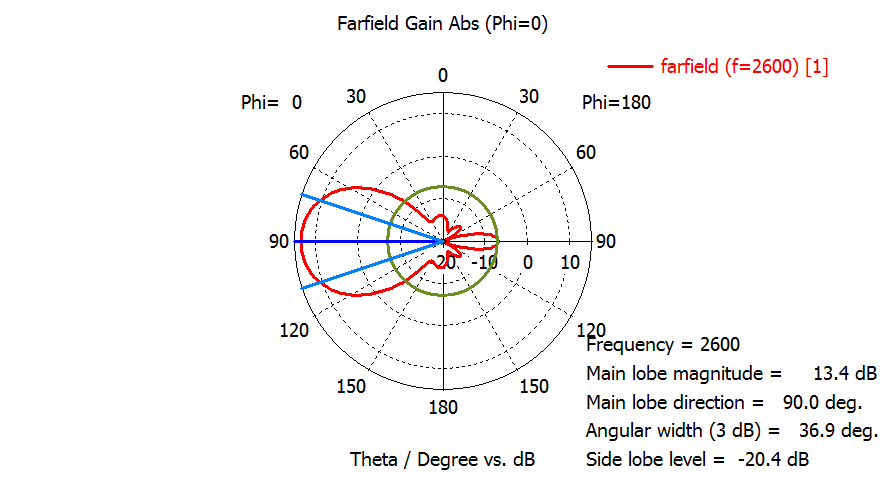 Farfield Gain Abs (Phi=0)
farfield (f=2600) [1]
0
Phi= 0
30
30
Phi=180
60
60
90
90
-20 -10 0 10
120
120
150
150
180
Frequency = 2600
Main lobe magnitude = 13.4 dB
Main lobe direction = 90.0 deg.
Angular width (3 dB) = 36.9 deg.
Side lobe level = -20.4 dB
Theta / Degree vs. dB